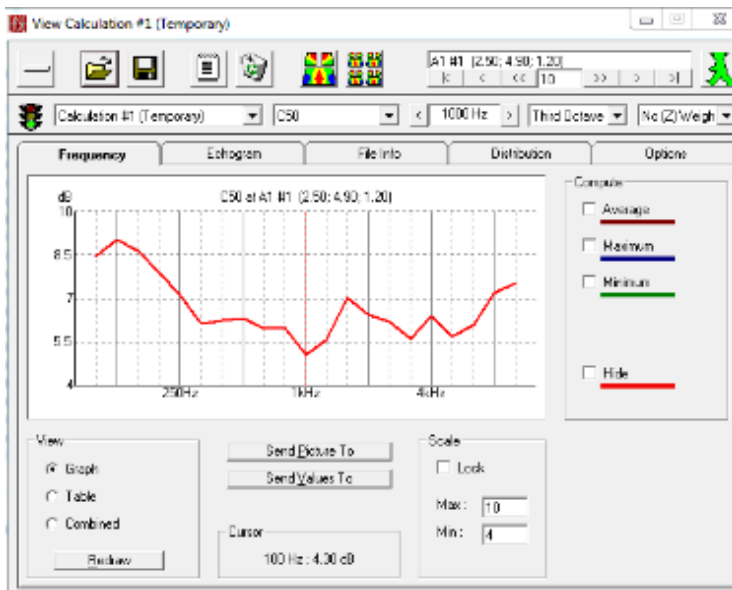 View Calculation #1 (Temporary)
A1 #1 (2.50; 4.90; 1.20)
|< < << 10 >> > >|
Calculation #1 (Temporary) C50 < 1000 Hz > Third Octave No (Z) Weigh
Frequency Echogram File Info Distribution Options
dB C50 at A1 #1 (2.50; 4.90; 1.20)
10
8.5
7
5.5
4
250Hz 1kHz 4kHz
Compute
Average
Maximum
Minimum
Hide
View
Graph
Table
Combined
Redraw
Send Picture To
Send Values To
Cursor
100 Hz : 4.00 dB
Scale
Lock
Max : 10
Min : 4